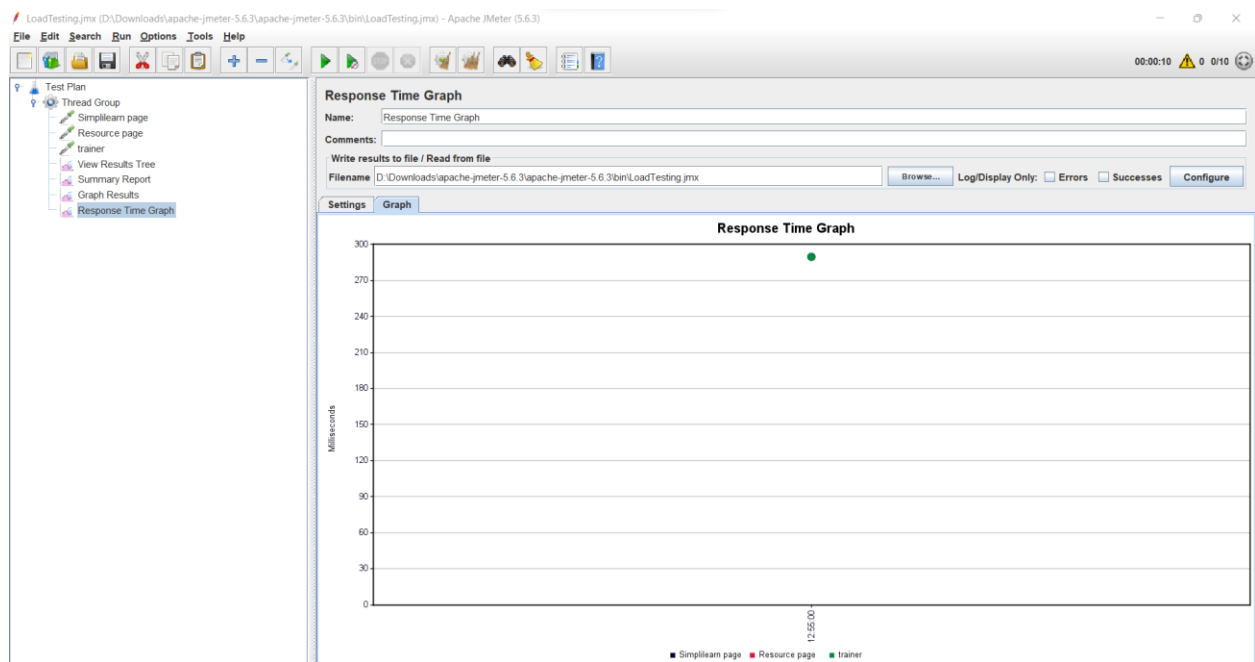 LoadTesting.jmx (D:\Downloads\apache-jmeter-5.6.3\apache-jmeter-5.6.3\bin\LoadTesting.jmx) - Apache JMeter (5.6.3)
File Edit Search Run Options Tools Help
00:00:10 0 0/10
Test Plan
Thread Group
Simplilearn page
Resource page
trainer
View Results Tree
Summary Report
Graph Results
Response Time Graph
Response Time Graph
Name: Response Time Graph
Comments:
Write results to file / Read from file
Filename D:\Downloads\apache-jmeter-5.6.3\apache-jmeter-5.6.3\bin\LoadTesting.jmx Browse... Log/Display Only: Errors Successes Configure
Settings Graph
Response Time Graph
300
270
240
210
180
150
120
90
60
30
0
Milliseconds
12:55:00
Simplilearn page Resource page trainer